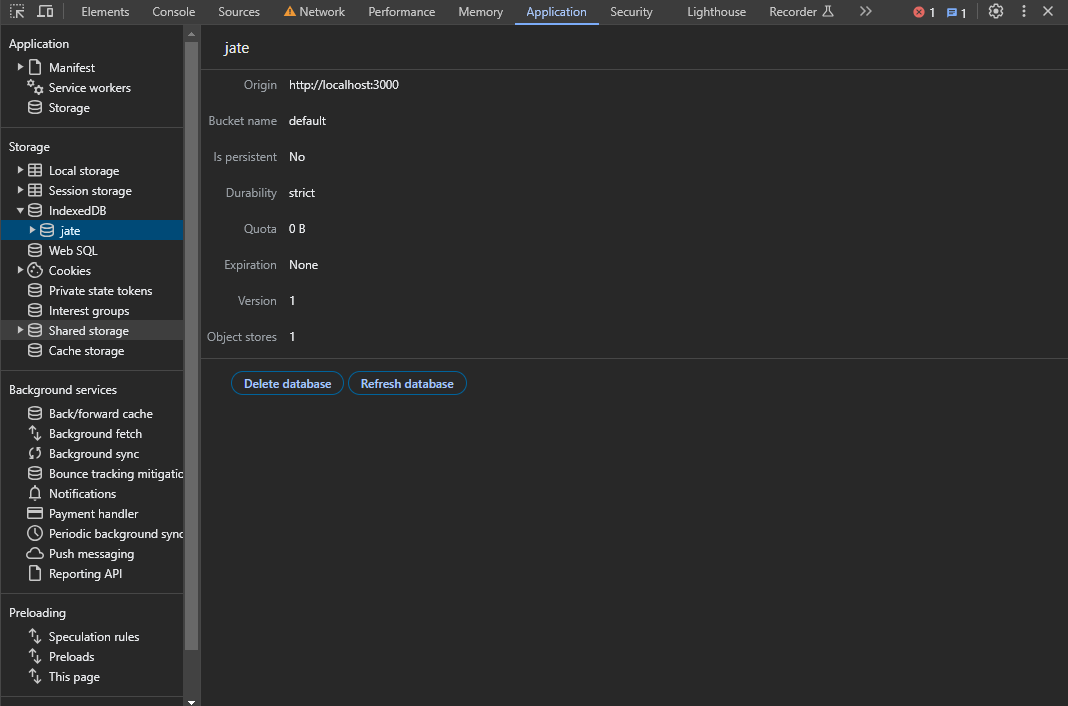 Elements Console Sources Network Performance Memory Application Security Lighthouse Recorder 1 1
Application
Manifest
Service workers
Storage
Storage
Local storage
Session storage
IndexedDB
jate
Web SQL
Cookies
Private state tokens
Interest groups
Shared storage
Cache storage
Background services
Back/forward cache
Background fetch
Background sync
Bounce tracking mitigatio
Notifications
Payment handler
Periodic background sync
Push messaging
Reporting API
Preloading
Speculation rules
Preloads
This page
jate
Origin http://localhost:3000
Bucket name default
Is persistent No
Durability strict
Quota 0 B
Expiration None
Version 1
Object stores 1
Delete database Refresh database